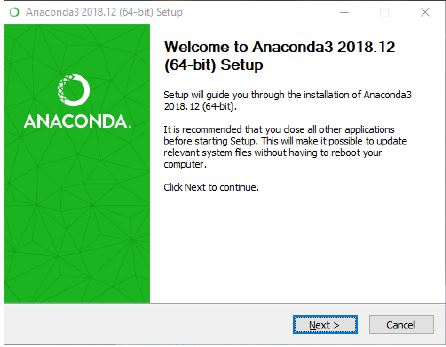 Anaconda3 2018.12 (64-bit) Setup
Welcome to Anaconda3 2018.12
(64-bit) Setup
ANACONDA.
Setup will guide you through the installation of Anaconda3
2018.12 (64-bit).
It is recommended that you close all other applications
before starting Setup. This will make it possible to update
relevant system files without having to reboot your
computer.
Click Next to continue.
Next >
Cancel